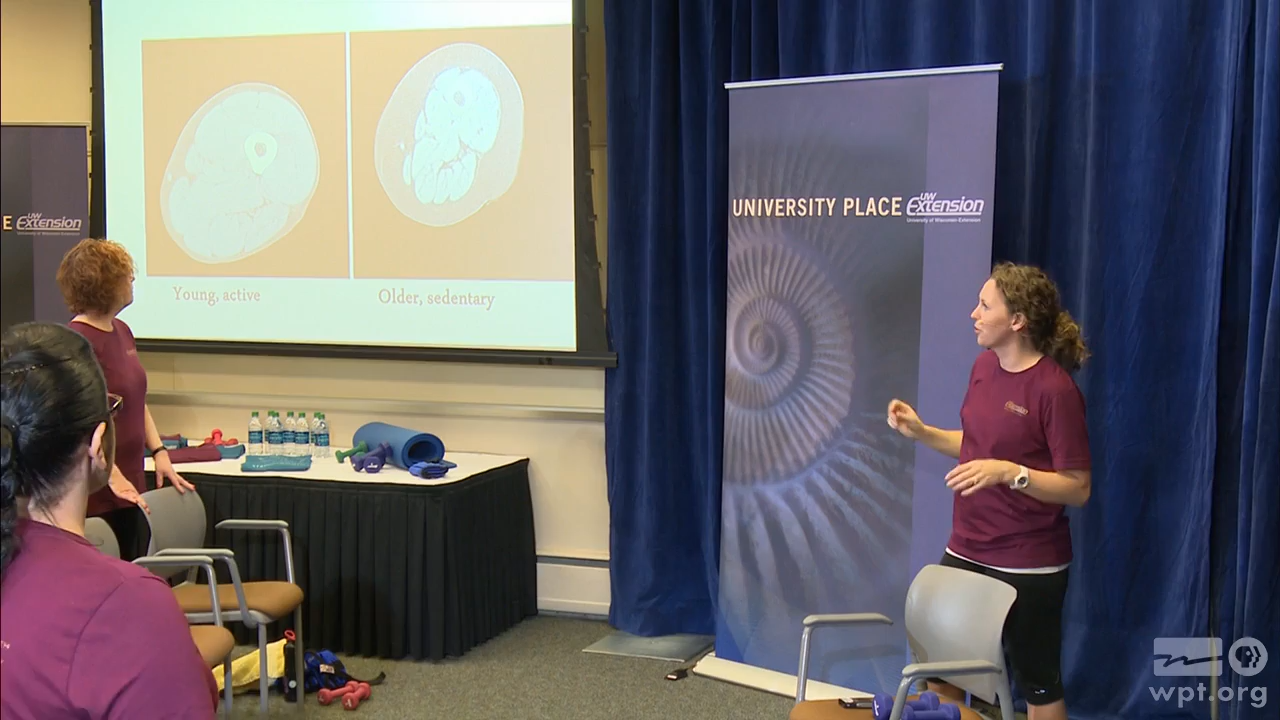 Young, active
Older, sedentary
E UW Extension
UNIVERSITY PLACE UW Extension
University of Wisconsin-Extension
wpt.org